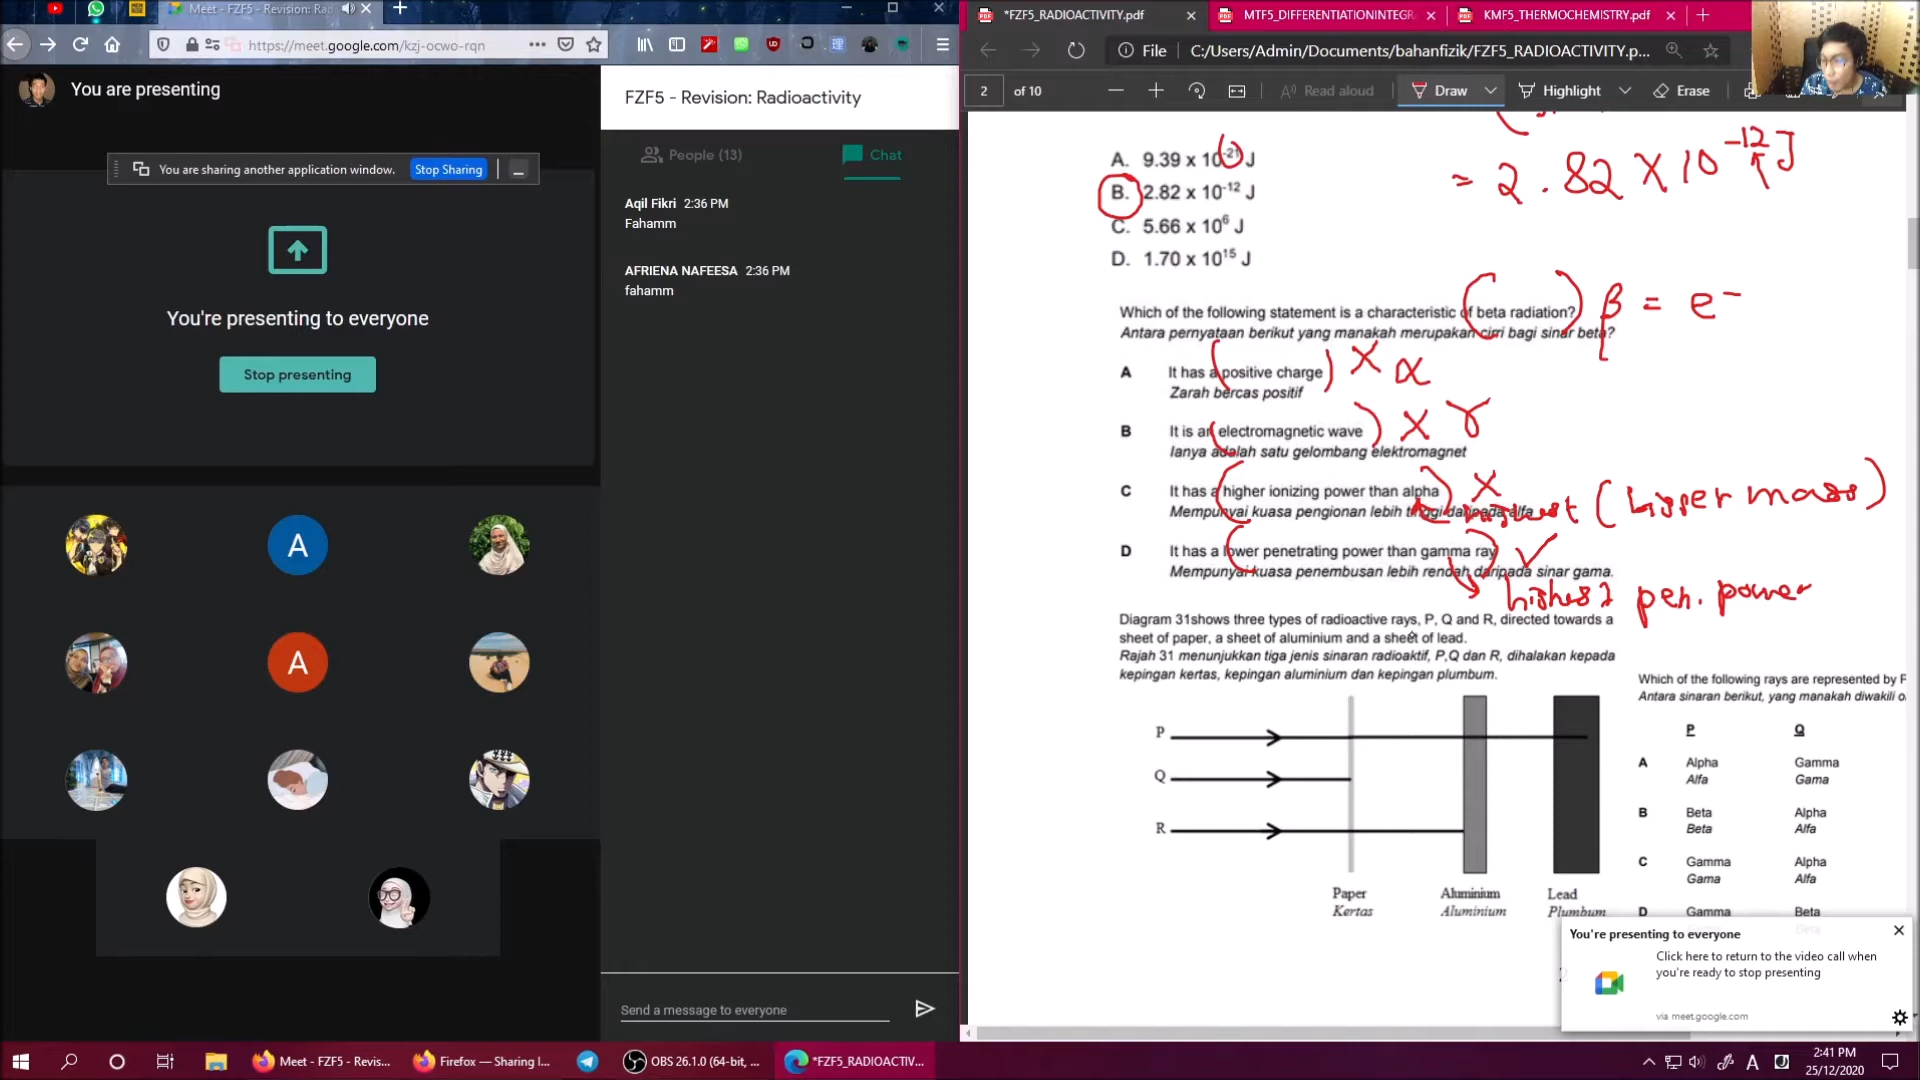 Meet - FZF5 - Revision: Rad
https://meet.google.com/kzj-ocwo-rqn
You are presenting
You are sharing another application window.
Stop Sharing
You're presenting to everyone
Stop presenting
FZF5 - Revision: Radioactivity
People (13)
Chat
Aqil Fikri 2:36 PM
Fahamm
AFRIENA NAFEESA 2:36 PM
fahamm
A
A
Send a message to everyone
*FZF5_RADIOACTIVITY.pdf
MTF5_DIFFERENTIATIONINTEGR
KMF5_THERMOCHEMISTRY.pdf
File
C:/Users/Admin/Documents/bahanfizik/FZF5_RADIOACTIVITY.p...
2 of 10
Read aloud
Draw
Highlight
Erase
A. 9.39 x 10⁻²¹ J
B. 2.82 x 10⁻¹² J
C. 5.66 x 10⁶ J
D. 1.70 x 10¹⁵ J
= 2.82 X 10⁻¹² J
Which of the following statement is a characteristic of beta radiation?
Antara pernyataan berikut yang manakah merupakan ciri bagi sinar beta?
β = e⁻
A It has a positive charge
Zarah bercas positif
X α
B It is an electromagnetic wave
Ianya adalah satu gelombang elektromagnet
X γ
C It has a higher ionizing power than alpha
Mempunyai kuasa pengionan lebih tinggi daripada alfa
X
highest (bigger mass)
D It has a lower penetrating power than gamma ray
Mempunyai kuasa penembusan lebih rendah daripada sinar gama.
✓
highest pen. power
Diagram 31shows three types of radioactive rays, P, Q and R, directed towards a
sheet of paper, a sheet of aluminium and a sheet of lead.
Rajah 31 menunjukkan tiga jenis sinaran radioaktif, P,Q dan R, dihalakan kepada
kepingan kertas, kepingan aluminium dan kepingan plumbum.
P
Q
R
Paper
Kertas
Aluminium
Aluminium
Lead
Plumbum
Which of the following rays are represented by
Antara sinaran berikut, yang manakah diwakili
P Q
A Alpha Gamma
Alfa Gama
B Beta Alpha
Beta Alfa
C Gamma Alpha
Gama Alfa
D Gamma Beta
You're presenting to everyone
Click here to return to the video call when
you're ready to stop presenting
via meet.google.com
Meet - FZF5 - Revis...
Firefox — Sharing I...
OBS 26.1.0 (64-bit, ...
*FZF5_RADIOACTIV...
A
2:41 PM
25/12/2020